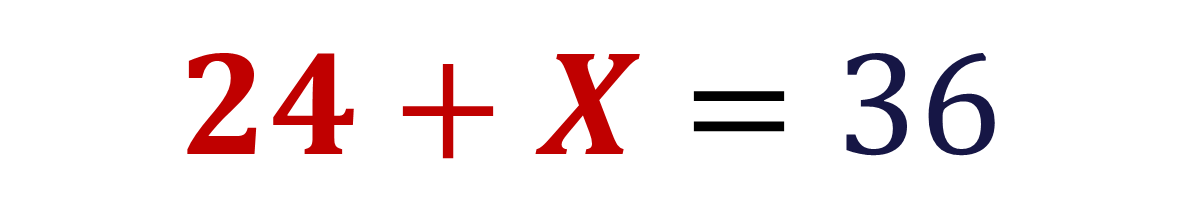 24 + X = 36